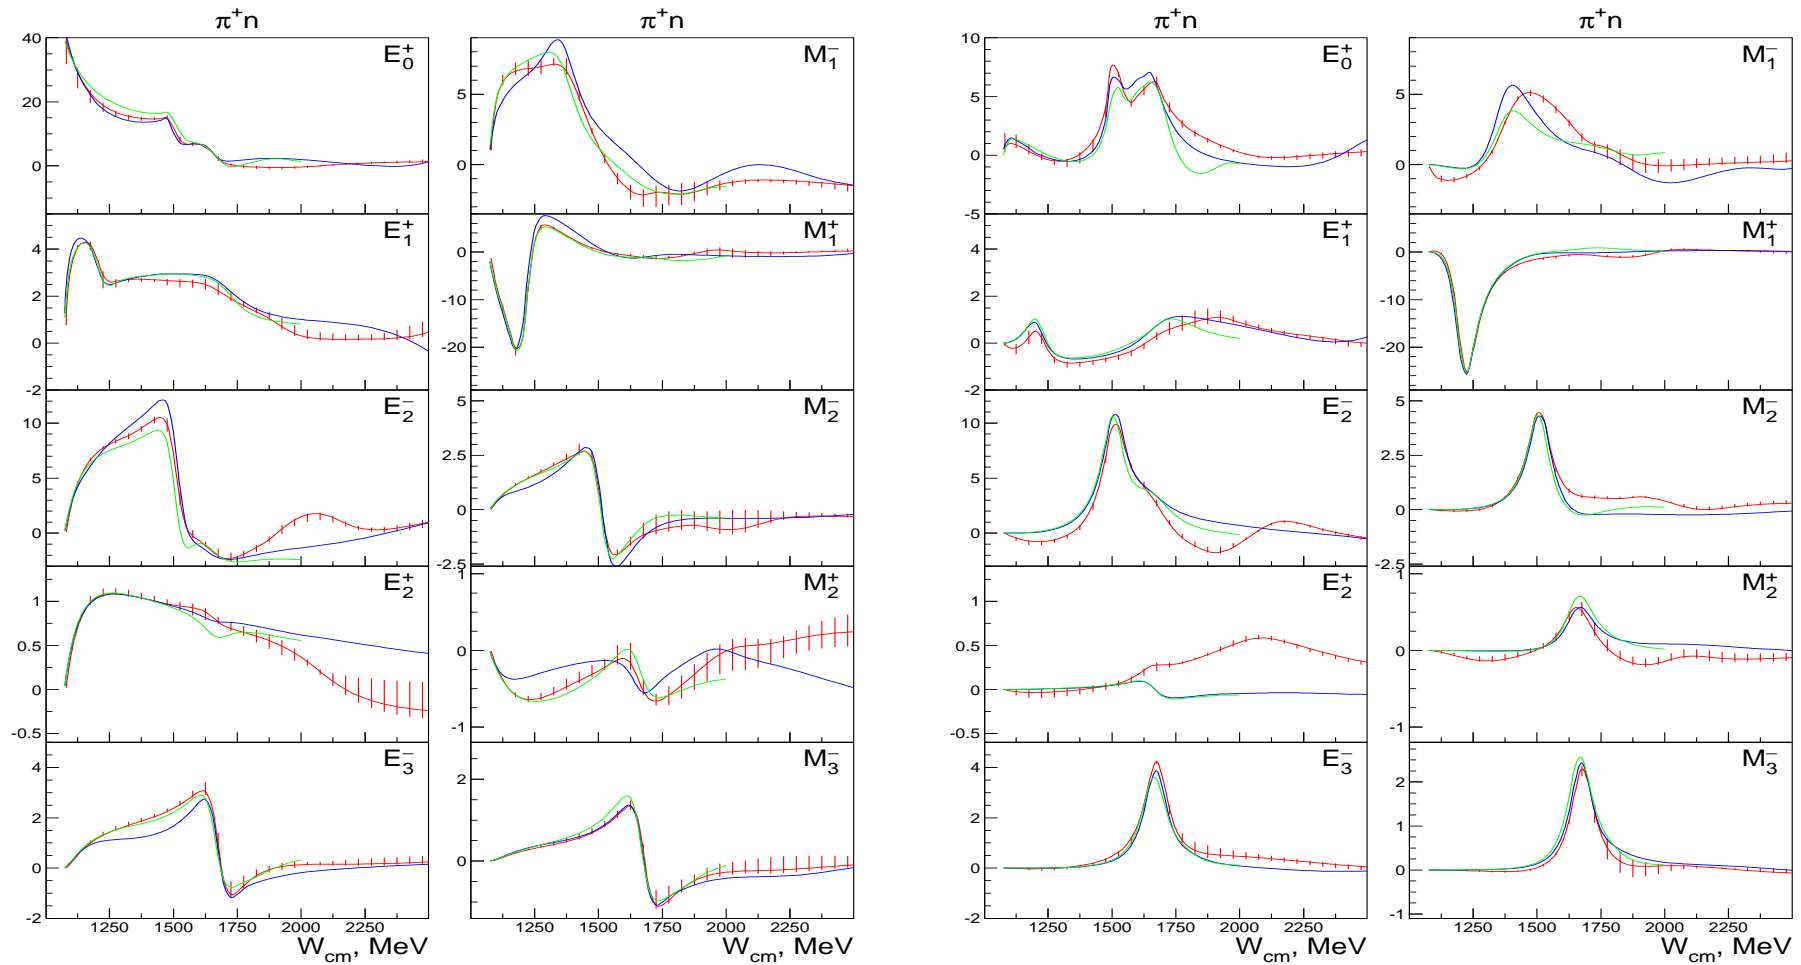 π⁺n π⁺n π⁺n π⁺n
40 20 0 E₀⁺
5 0 M₁⁻
10 5 0 -5 E₀⁺
5 0 M₁⁻
4 2 0 -2 E₁⁺
0 -10 -20 M₁⁺
4 2 0 -2 E₁⁺
0 -10 -20 M₁⁺
10 5 0 E₂⁻
5 2.5 0 -2.5 M₂⁻
10 5 0 E₂⁻
5 2.5 0 -2.5 M₂⁻
1 0.5 0 -0.5 E₂⁺
1 0 -1 M₂⁺
1 0.5 0 -0.5 E₂⁺
1 0 -1 M₂⁺
4 2 0 -2 E₃⁻
2 1 0 -1 M₃⁻
4 2 0 -2 E₃⁻
2 1 0 -1 M₃⁻
1250 1500 1750 2000 2250 1250 1500 1750 2000 2250 1250 1500 1750 2000 2250 1250 1500 1750 2000 2250
W_cm, MeV W_cm, MeV W_cm, MeV W_cm, MeV